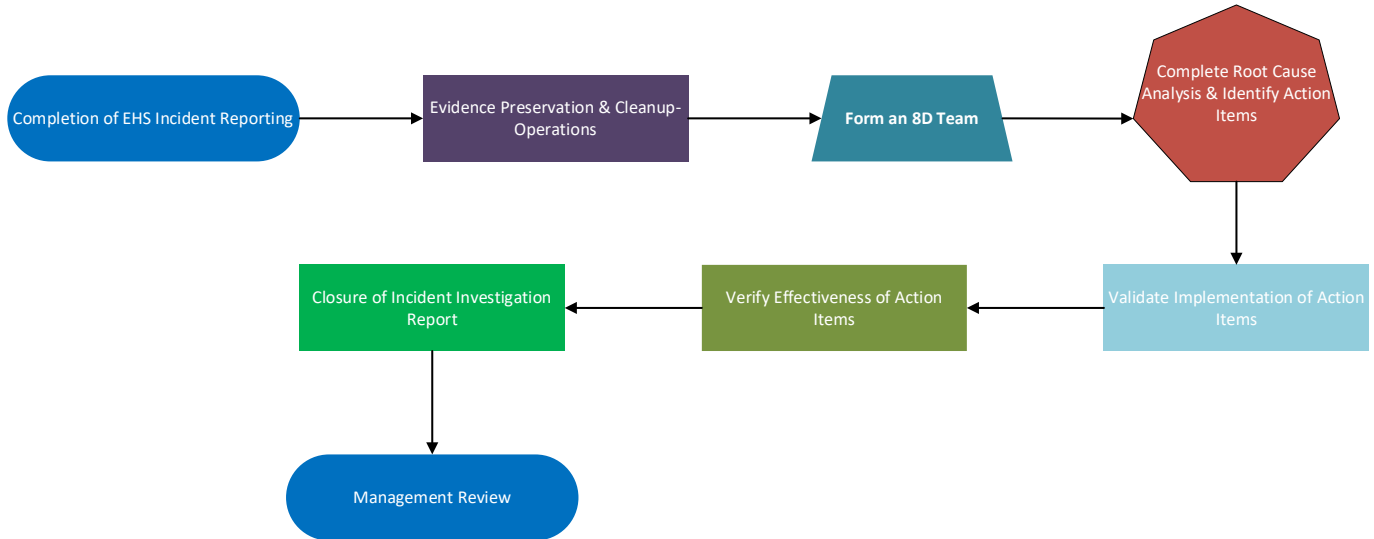 Completion of EHS Incident Reporting
Evidence Preservation & Cleanup-
Operations
Form an 8D Team
Complete Root Cause
Analysis & Identify Action
Items
Validate Implementation of Action
Items
Verify Effectiveness of Action
Items
Closure of Incident Investigation
Report
Management Review